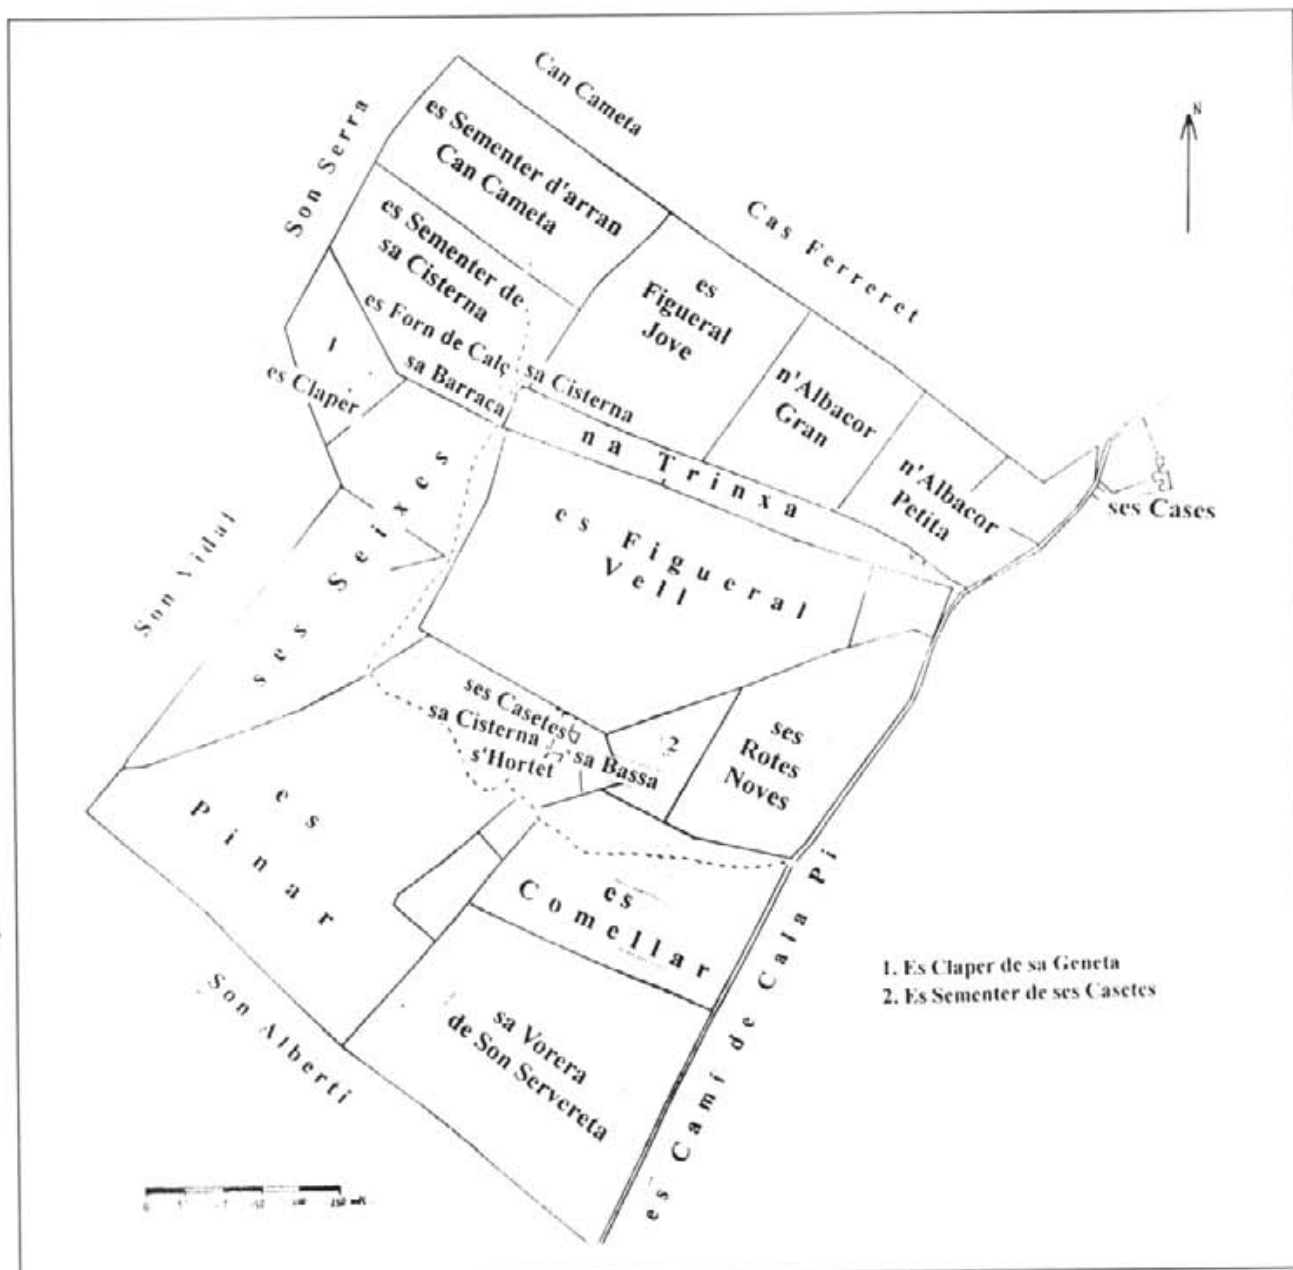 Can Cameta
N
Son Serra
es Sementer d'arran
Can Cameta
Cas Ferreret
es Sementer de
sa Cisterna
es
Figueral
Jove
es Forn de Calç
sa Barraca
sa Cisterna
1
es Claper
n'Albacor
Gran
na Trinxa
n'Albacor
Petita
ses Cases
es Figueral
Vell
Son Vidal
ses Seixes
ses Casetes
sa Cisterna
s'Hortet
sa Bassa
2
ses
Rotes
Noves
es
Pinar
es
Comellar
es Camí de Cala Pi
1. Es Claper de sa Geneta
2. Es Sementer de ses Casetes
Son Alberti
sa Vorera
de Son Servereta
0